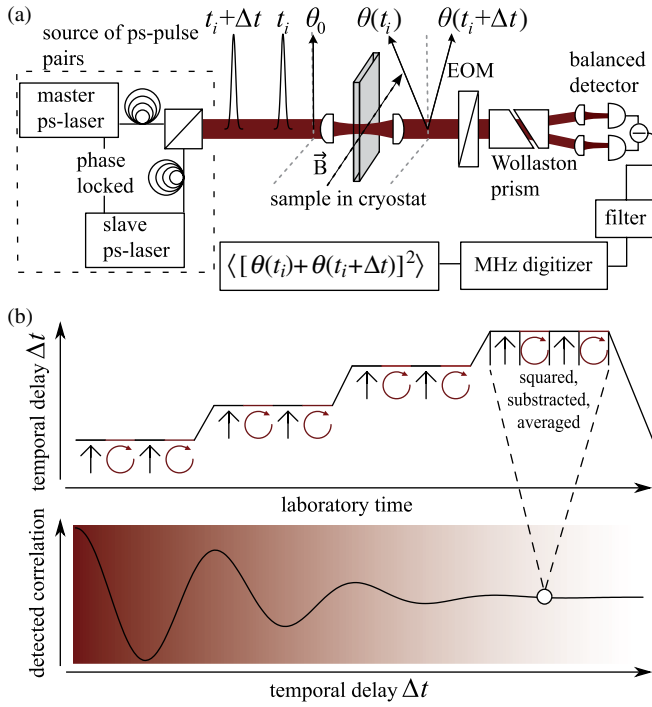 (a)
source of ps-pulse
pairs
master
ps-laser
phase
locked
slave
ps-laser
t_i+Δt
t_i
θ_0
θ(t_i)
θ(t_i+Δt)
EOM
balanced
detector
B⃗
sample in cryostat
Wollaston
prism
filter
MHz digitizer
⟨[θ(t_i)+θ(t_i+Δt)]²⟩
(b)
temporal delay Δt
squared,
substracted,
averaged
laboratory time
detected correlation
temporal delay Δt